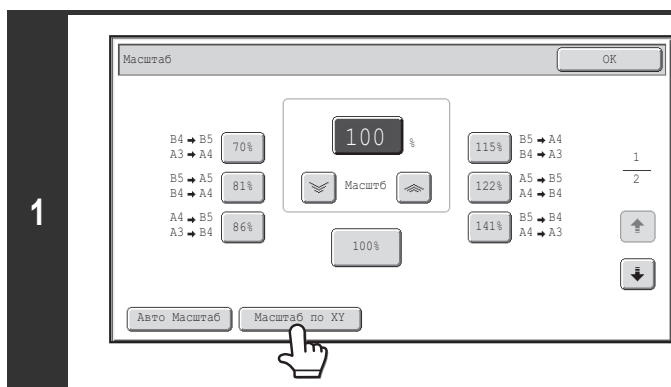 1
Масштаб
OK
B4 ➡ B5
A3 ➡ A4
70%
B5 ➡ A5
B4 ➡ A4
81%
A4 ➡ B5
A3 ➡ B4
86%
100 %
Масштб
100%
115%
B5 ➡ A4
B4 ➡ A3
122%
A5 ➡ B5
A4 ➡ B4
141%
B5 ➡ B4
A4 ➡ A3
1
2
Авто Масштаб
Масштаб по XY